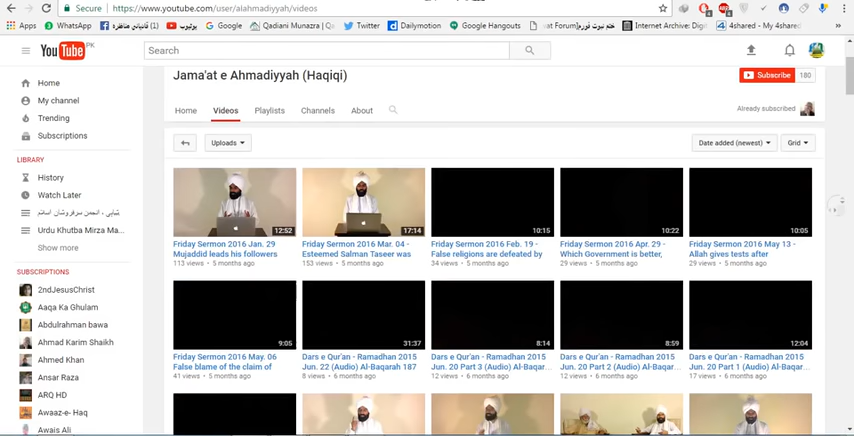 Secure https://www.youtube.com/user/alahmadiyyah/videos
Apps WhatsApp قادیانی مناظره (1) یوٹیوب Google Qadiani Munazra Twitter Dailymotion Google Hangouts ختم نبوت فورم Internet Archive: Digi 4shared - My 4shared
YouTube PK
Search
Home
My channel
Trending
Subscriptions
LIBRARY
History
Watch Later
Urdu Khutba Mirza Ma...
Show more
SUBSCRIPTIONS
2ndJesusChrist
Aaqa Ka Ghulam
Abdulrahman bawa
Ahmad Karim Shaikh
Ahmed Khan
Ansar Raza
ARQ HD
Awaaz-e- Haq
Awais Ali
Jama'at e Ahmadiyyah (Haqiqi)
Subscribe 180
Home Videos Playlists Channels About
Already subscribed
Uploads
Date added (newest) Grid
12:52
Friday Sermon 2016 Jan. 29
Mujaddid leads his followers
113 views • 5 months ago
17:14
Friday Sermon 2016 Mar. 04 -
Esteemed Salman Taseer was
153 views • 5 months ago
10:15
Friday Sermon 2016 Feb. 19 -
False religions are defeated by
34 views • 5 months ago
10:22
Friday Sermon 2016 Apr. 29 -
Which Government is better,
29 views • 5 months ago
10:05
Friday Sermon 2016 May 13 -
Allah gives tests after
29 views • 5 months ago
9:05
Friday Sermon 2016 May. 06
False blame of the claim of
41 views • 5 months ago
31:37
Dars e Qur'an - Ramadhan 2015
Jun. 22 (Audio) Al-Baqarah 187
8 views • 6 months ago
8:14
Dars e Qur'an - Ramadhan 2015
Jun. 20 Part 3 (Audio) Al-Baqar...
12 views • 6 months ago
8:59
Dars e Qur'an - Ramadhan 2015
Jun. 20 Part 2 (Audio) Al-Baqar...
12 views • 6 months ago
12:04
Dars e Qur'an - Ramadhan 2015
Jun. 20 Part 1 (Audio) Al-Baqar...
17 views • 6 months ago